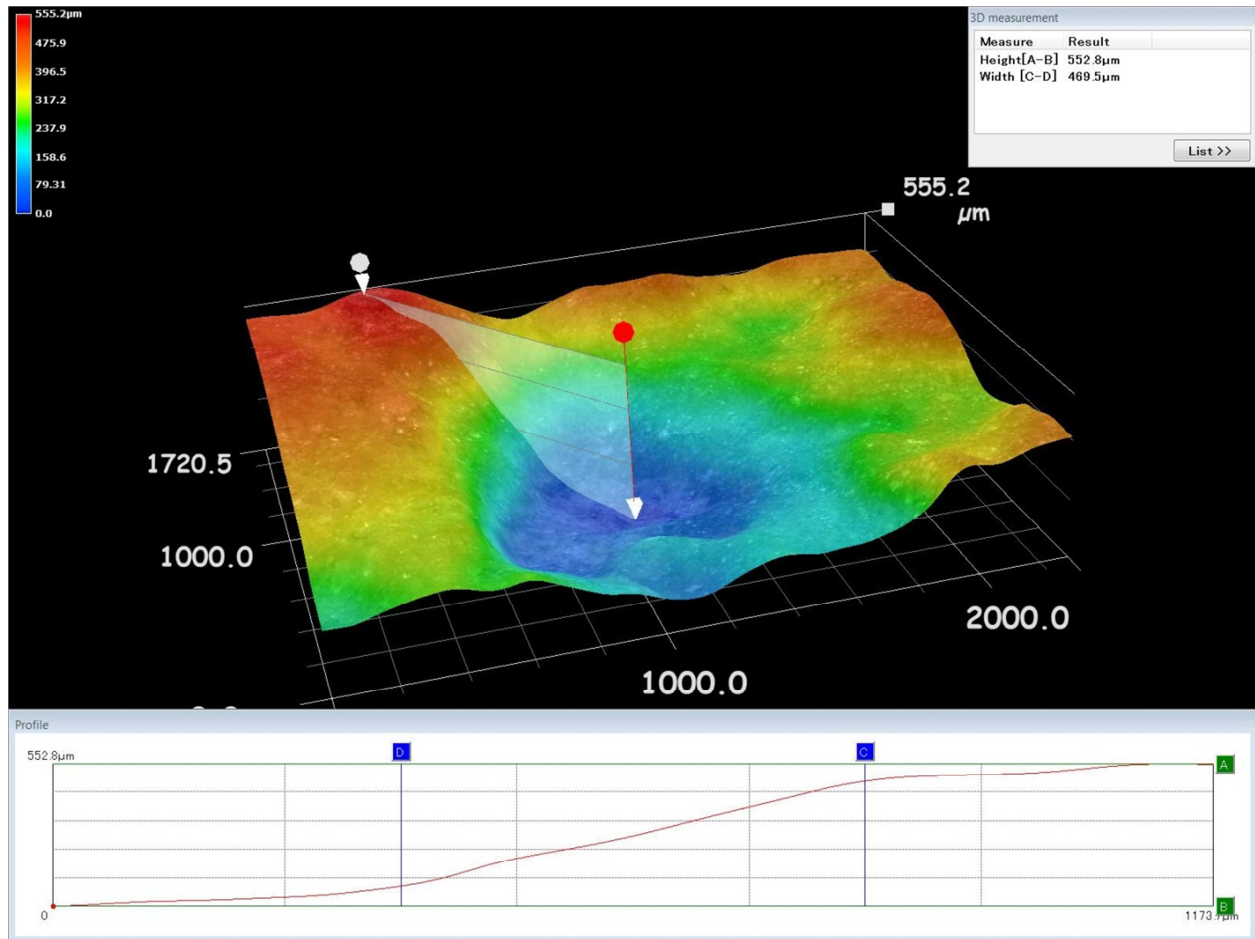 555.2μm
475.9
396.5
317.2
237.9
158.6
79.31
0.0
3D measurement
Measure Result
Height[A-B] 552.8μm
Width [C-D] 469.5μm
List >>
555.2
μm
1720.5
1000.0
2000.0
1000.0
Profile
552.8μm
D
C
A
B
0